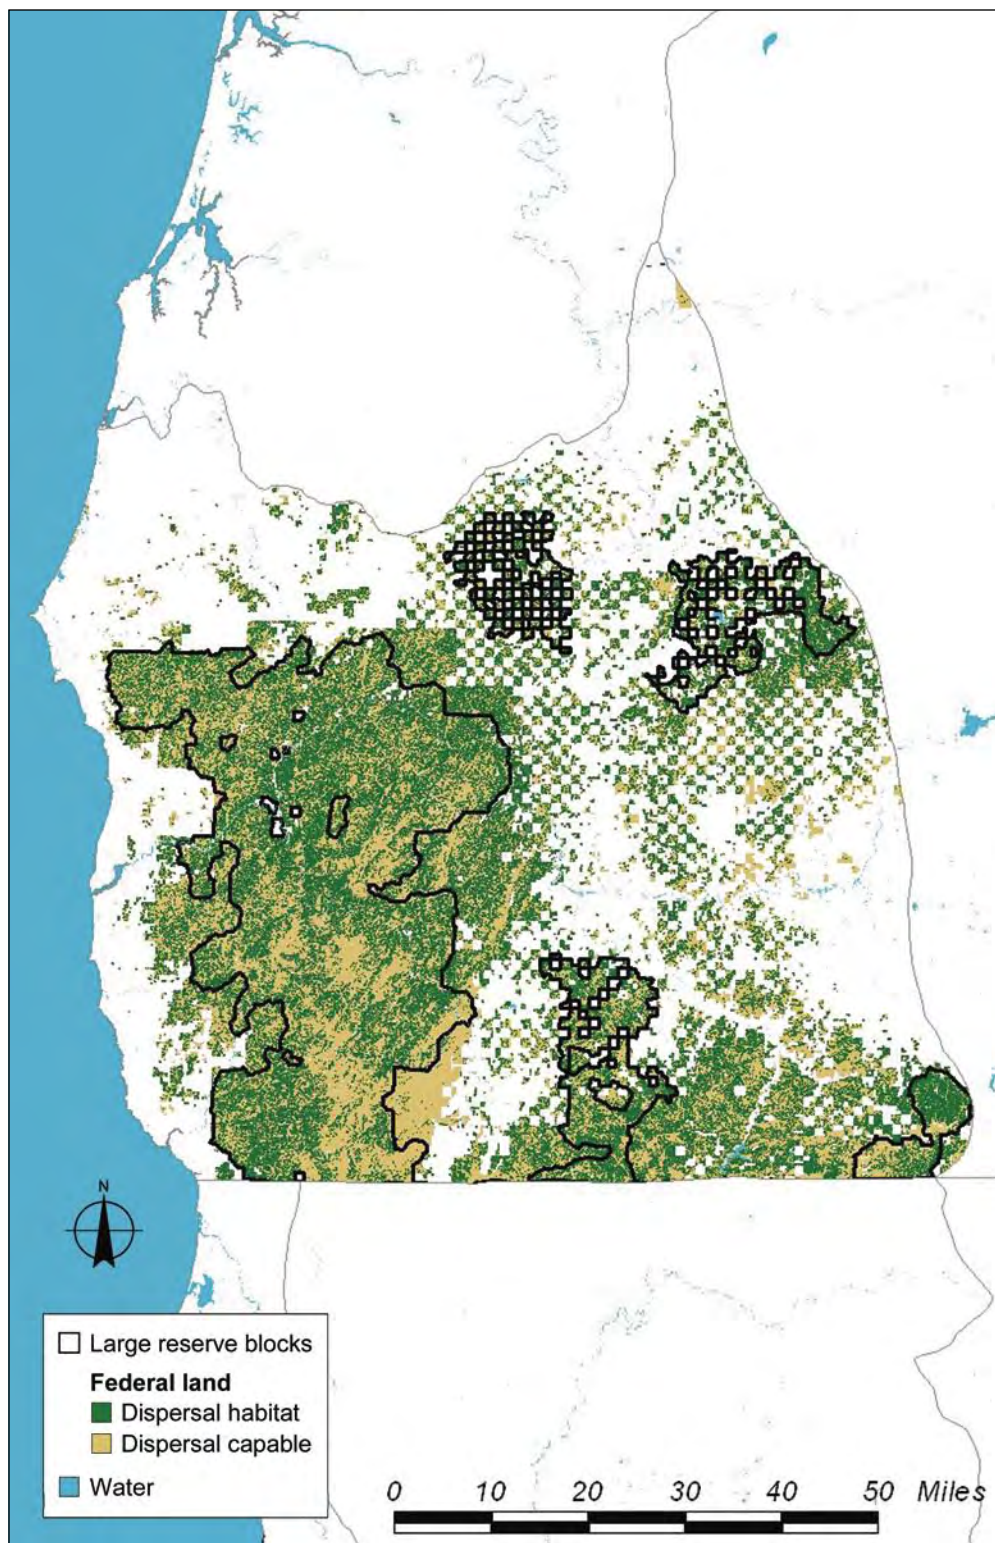 N
Large reserve blocks
Federal land
Dispersal habitat
Dispersal capable
Water
0 10 20 30 40 50 Miles